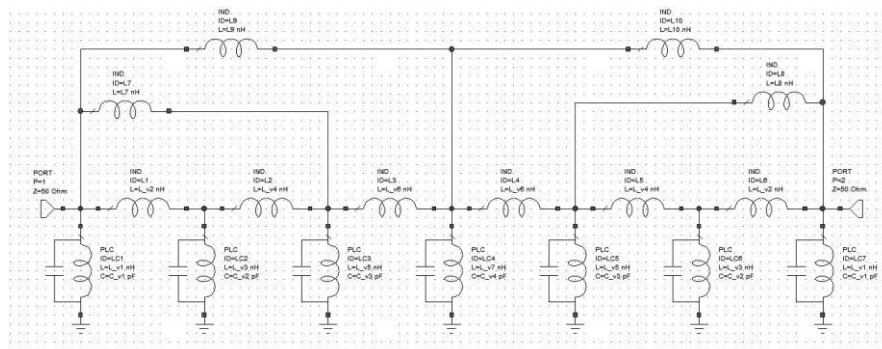 IND
ID=L9
L=L9 nH
IND
ID=L10
L=L10 nH
IND
ID=L7
L=L7 nH
IND
ID=L8
L=L8 nH
PORT
P=1
Z=50 Ohm
IND
ID=L1
L=L_v2 nH
IND
ID=L2
L=L_v4 nH
IND
ID=L3
L=L_v6 nH
IND
ID=L4
L=L_v6 nH
IND
ID=L5
L=L_v4 nH
IND
ID=L6
L=L_v2 nH
PORT
P=2
Z=50 Ohm
PLC
ID=LC1
L=L_v1 nH
C=C_v1 pF
PLC
ID=LC2
L=L_v3 nH
C=C_v2 pF
PLC
ID=LC3
L=L_v5 nH
C=C_v3 pF
PLC
ID=LC4
L=L_v7 nH
C=C_v4 pF
PLC
ID=LC5
L=L_v5 nH
C=C_v3 pF
PLC
ID=LC6
L=L_v3 nH
C=C_v2 pF
PLC
ID=LC7
L=L_v1 nH
C=C_v1 pF